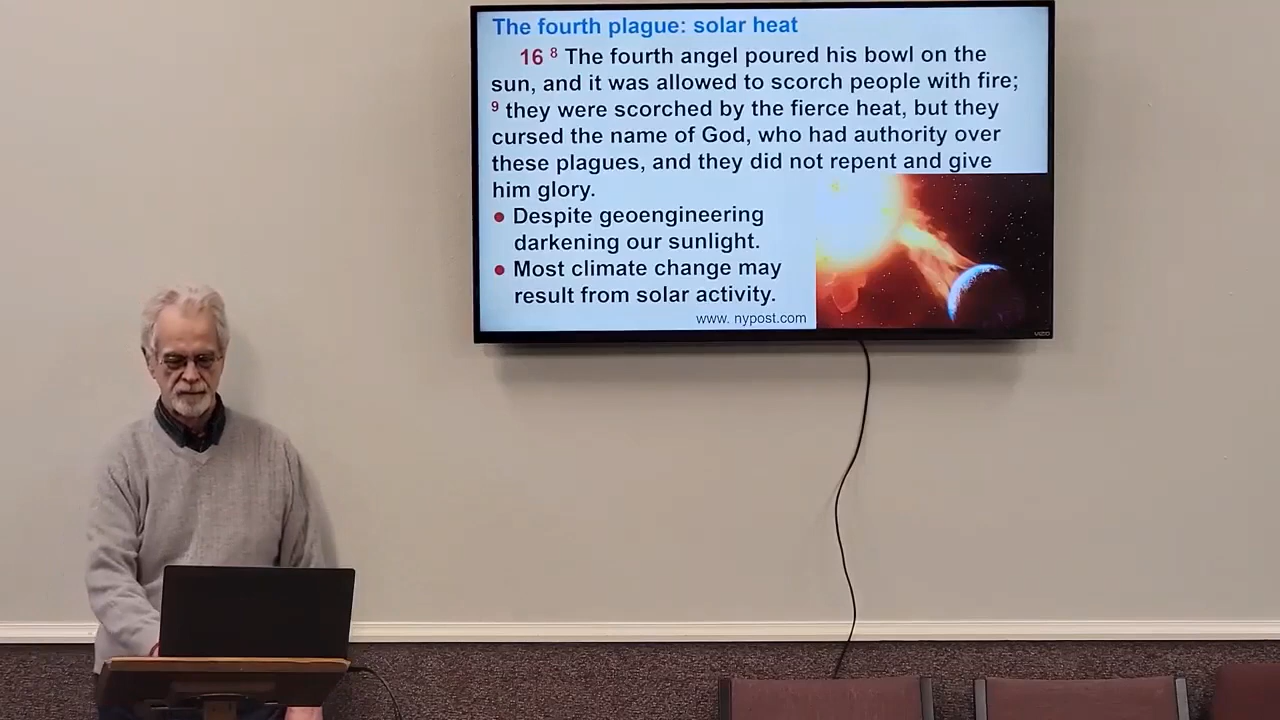 The fourth plague: solar heat
16 8 The fourth angel poured his bowl on the
sun, and it was allowed to scorch people with fire;
9 they were scorched by the fierce heat, but they
cursed the name of God, who had authority over
these plagues, and they did not repent and give
him glory.
● Despite geoengineering
darkening our sunlight.
● Most climate change may
result from solar activity.
www. nypost.com
VIZIO